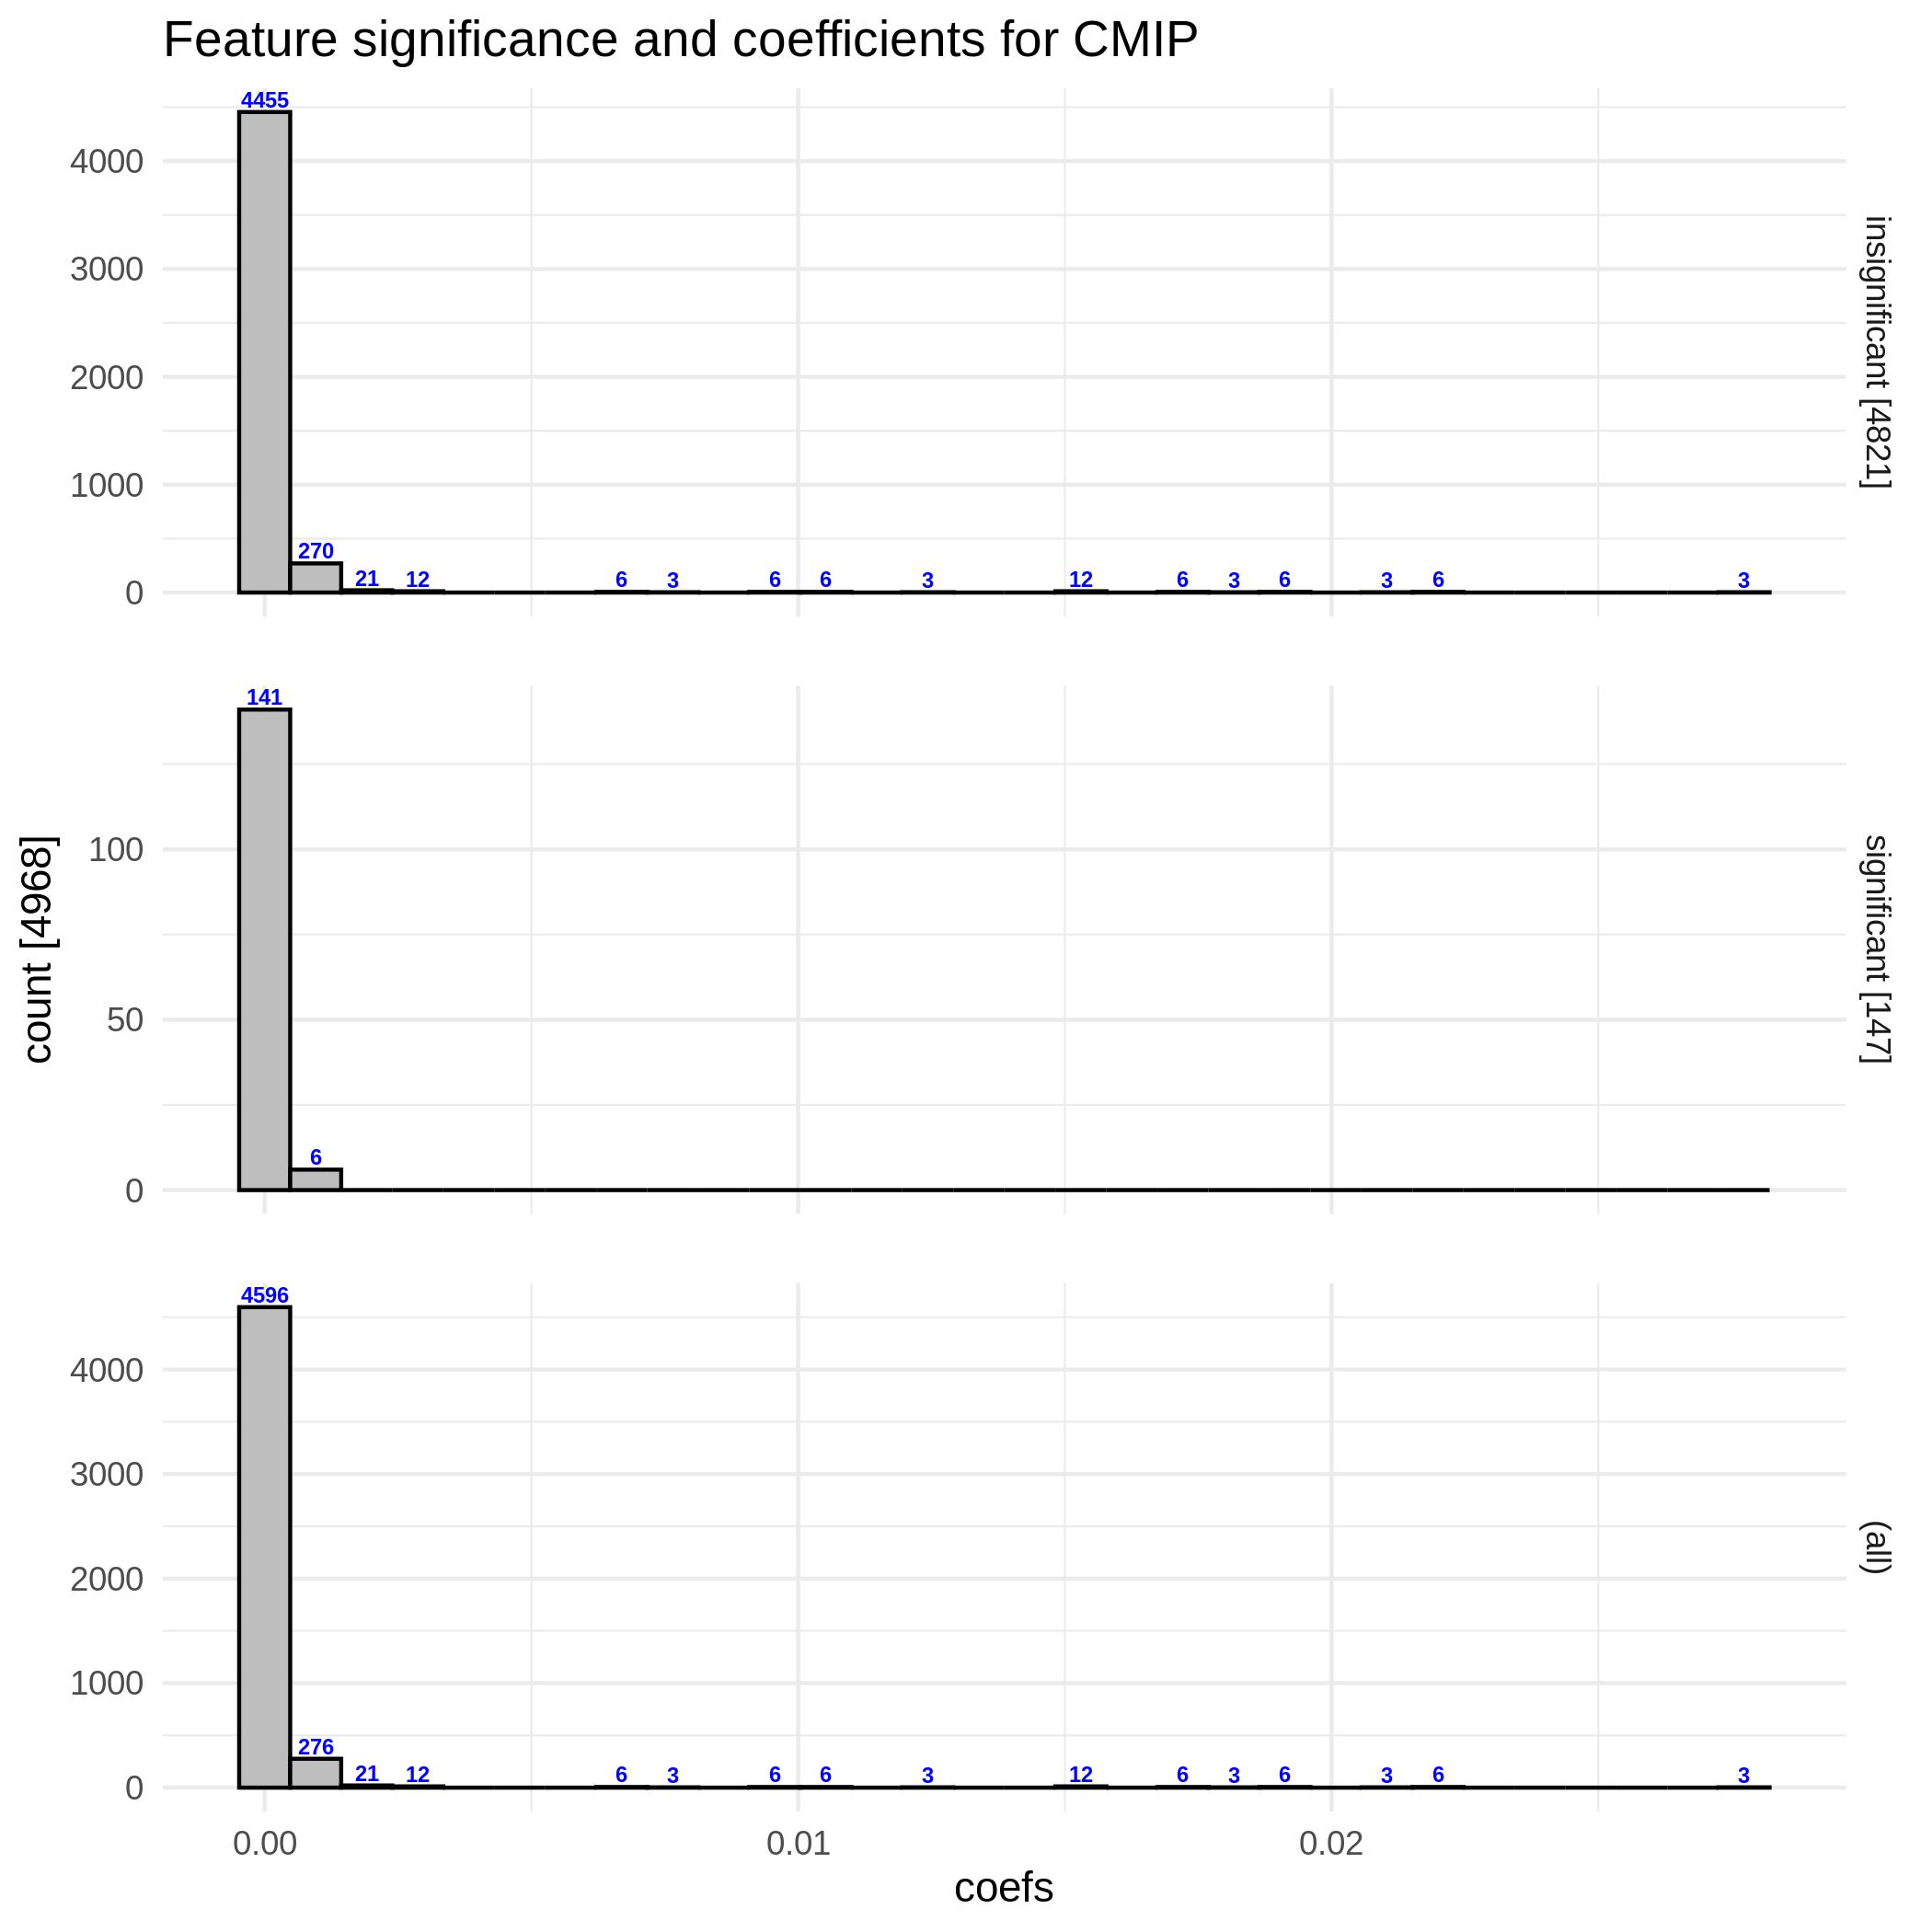 Feature significance and coefficients for CMIP
4455
4000
3000
2000
1000
270
21 12 6 3 6 6 3 12 6 3 6 3 6 3
0
insignificant [4821]
141
100
50
6
0
significant [147]
count [4968]
4596
4000
3000
2000
1000
276
21 12 6 3 6 6 3 12 6 3 6 3 6 3
0
(all)
0.00 0.01 0.02
coefs